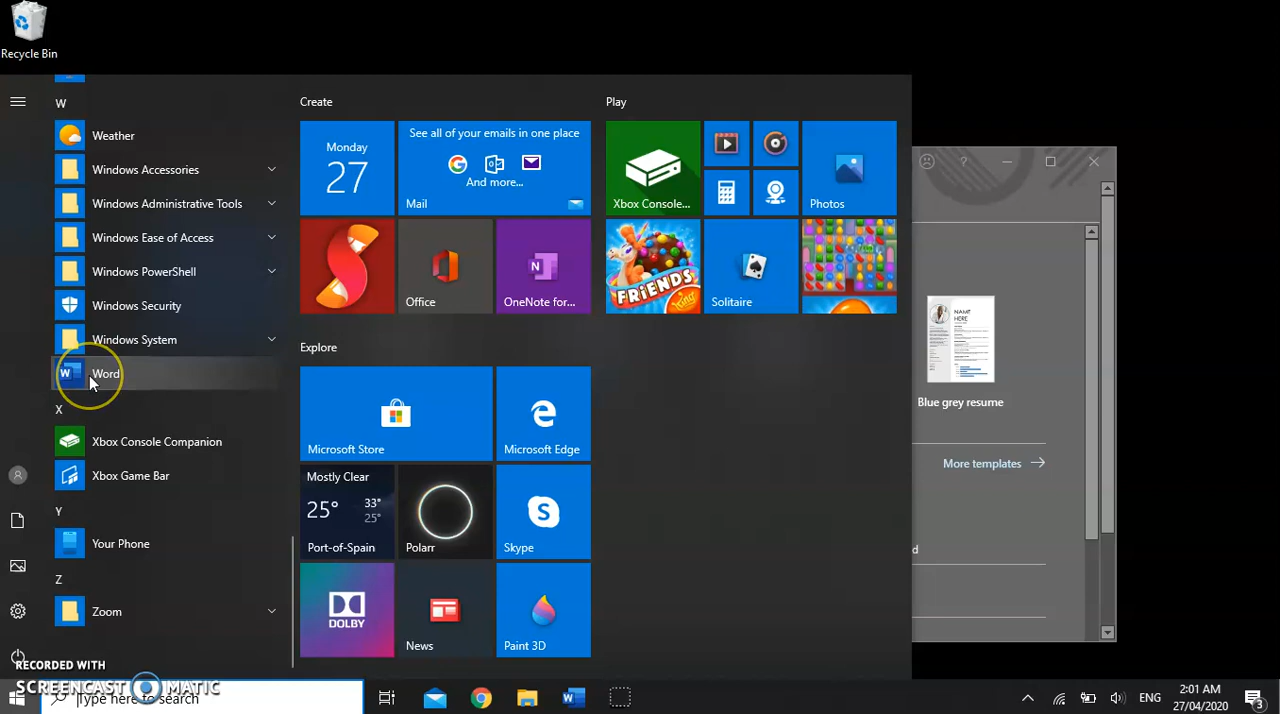 Recycle Bin
W
Weather
Windows Accessories
Windows Administrative Tools
Windows Ease of Access
Windows PowerShell
Windows Security
Windows System
Word
X
Xbox Console Companion
Xbox Game Bar
Y
Your Phone
Z
Zoom
Create
Monday
27
See all of your emails in one place
And more...
Mail
Office
OneNote for...
Explore
Microsoft Store
Microsoft Edge
Mostly Clear
25° 33°
25°
Port-of-Spain
Polarr
Skype
DOLBY
News
Paint 3D
Play
Xbox Console...
Photos
FRIENDS
King
Solitaire
NAME
HERE
Blue grey resume
More templates
d
RECORDED WITH
SCREENCAST MATIC
Type here to search
ENG
2:01 AM
27/04/2020
3